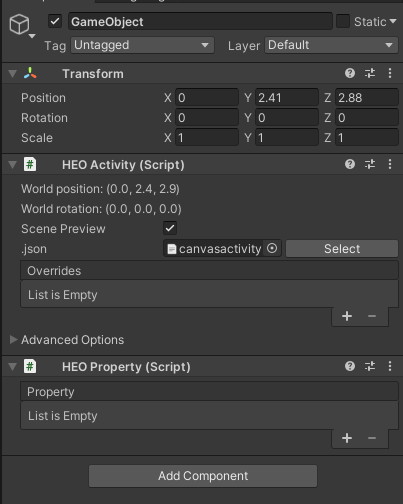 GameObject Static
Tag Untagged Layer Default
Transform
Position X 0 Y 2.41 Z 2.88
Rotation X 0 Y 0 Z 0
Scale X 1 Y 1 Z 1
# HEO Activity (Script)
World position: (0.0, 2.4, 2.9)
World rotation: (0.0, 0.0, 0.0)
Scene Preview
.json canvasactivity Select
Overrides
List is Empty
+ −
Advanced Options
# HEO Property (Script)
Property
List is Empty
+ −
Add Component